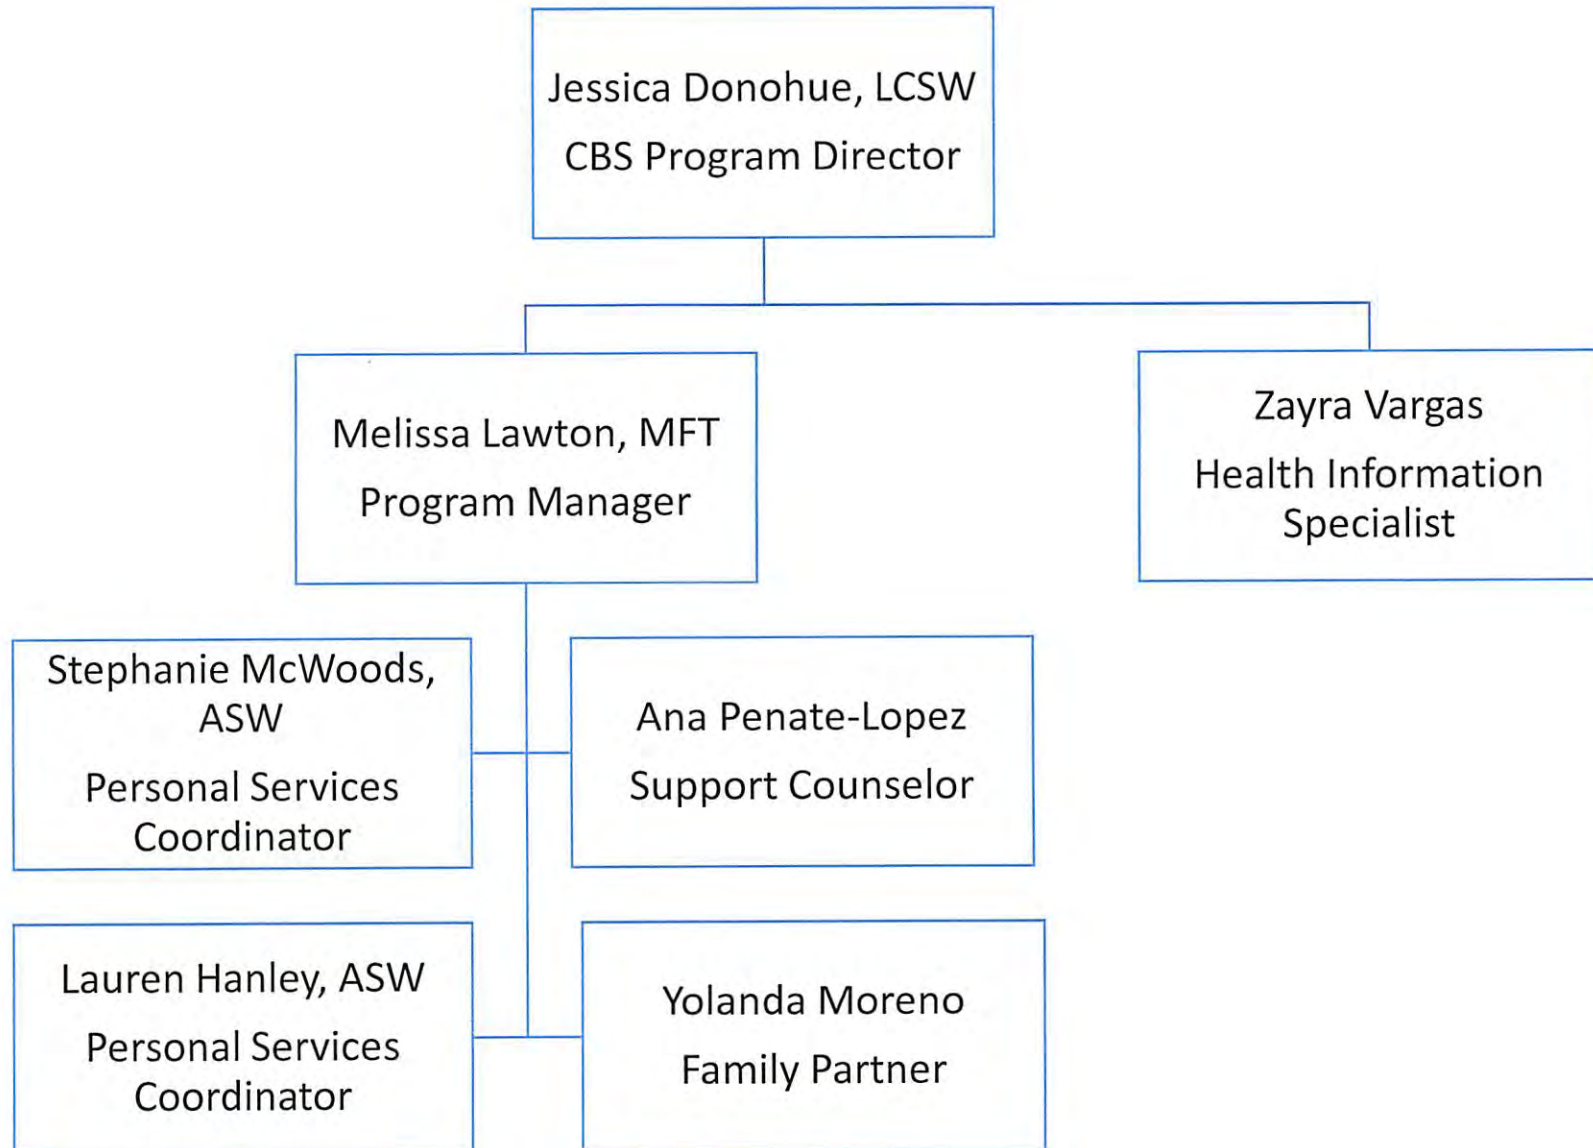 Jessica Donohue, LCSW
CBS Program Director
Melissa Lawton, MFT
Program Manager
Zayra Vargas
Health Information
Specialist
Stephanie McWoods,
ASW
Personal Services
Coordinator
Ana Penate-Lopez
Support Counselor
Lauren Hanley, ASW
Personal Services
Coordinator
Yolanda Moreno
Family Partner